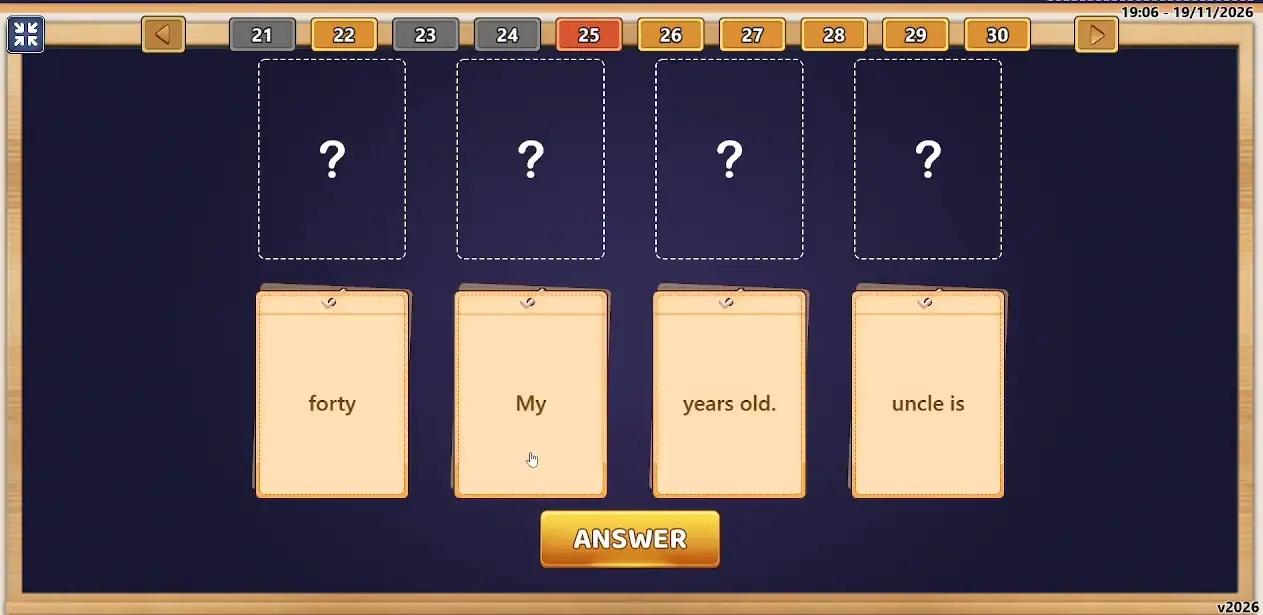 19:06 - 19/11/2026
21 22 23 24 25 26 27 28 29 30
? ? ? ?
forty My years old. uncle is
ANSWER
v2026